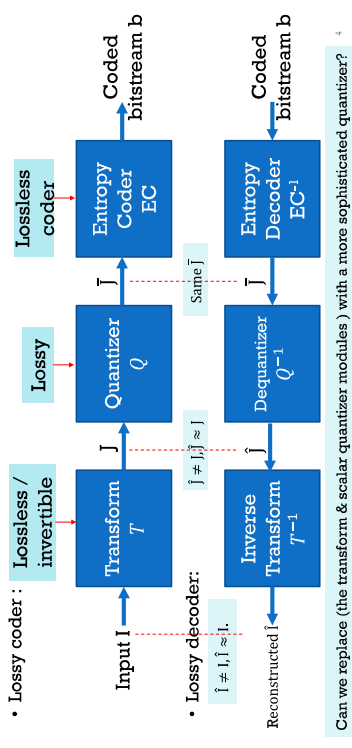 • Lossy coder :
Lossless /
invertible
Lossy
Lossless
coder
Input I
Transform
T
J
Quantizer
Q
J̄
Entropy
Coder
EC
Coded
bitstream b
Ĵ ≠ J, Ĵ ≈ J
Same J̄
• Lossy decoder:
Î ≠ I, Î ≈ I.
Reconstructed Î
Inverse
Transform
T⁻¹
Ĵ
Dequantizer
Q⁻¹
J̄
Entropy
Decoder
EC⁻¹
Coded
bitstream b
Can we replace (the transform & scalar quantizer modules ) with a more sophisticated quantizer?
4